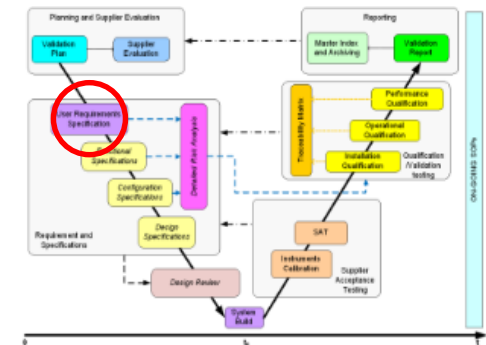 Planning and Supplier Evaluation
Validation
Plan
Supplier
Evaluation
Reporting
Master Index
and Archiving
Validation
Report
User Requirements
Specification
Functional
Specifications
Configuration
Specifications
Design
Specifications
Detailed Risk Analysis
Requirement and
Specifications
Traceability Matrix
Performance
Qualification
Operational
Qualification
Installation
Qualification
Qualification
/Validation
testing
SAT
Instruments
Calibration
Supplier
Acceptance
Testing
Design Review
System
Build
ON-GOING SOPs
0
t